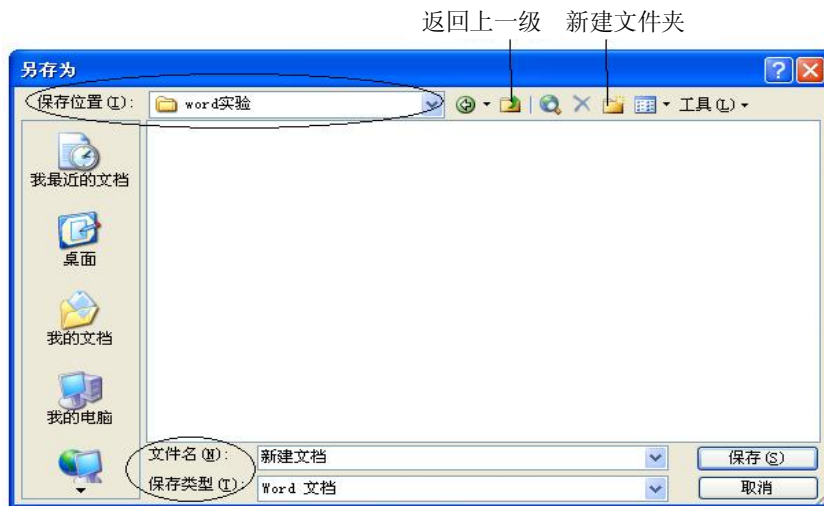 返回上一级 新建文件夹
另存为
保存位置(I): word实验 工具(L)
我最近的文档
桌面
我的文档
我的电脑
文件名(N): 新建文档 保存(S)
保存类型(T): Word 文档 取消